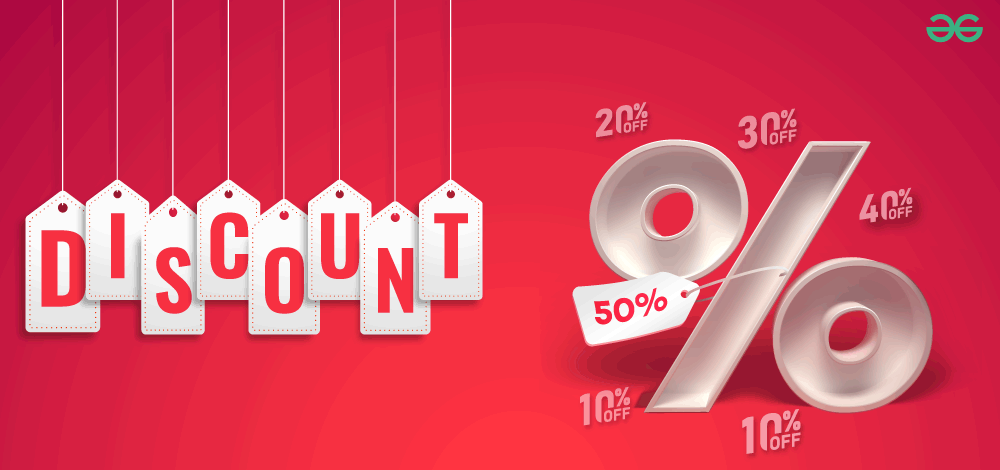 DISCOUNT
20% OFF
30% OFF
40% OFF
%
50%
10% OFF
10% OFF